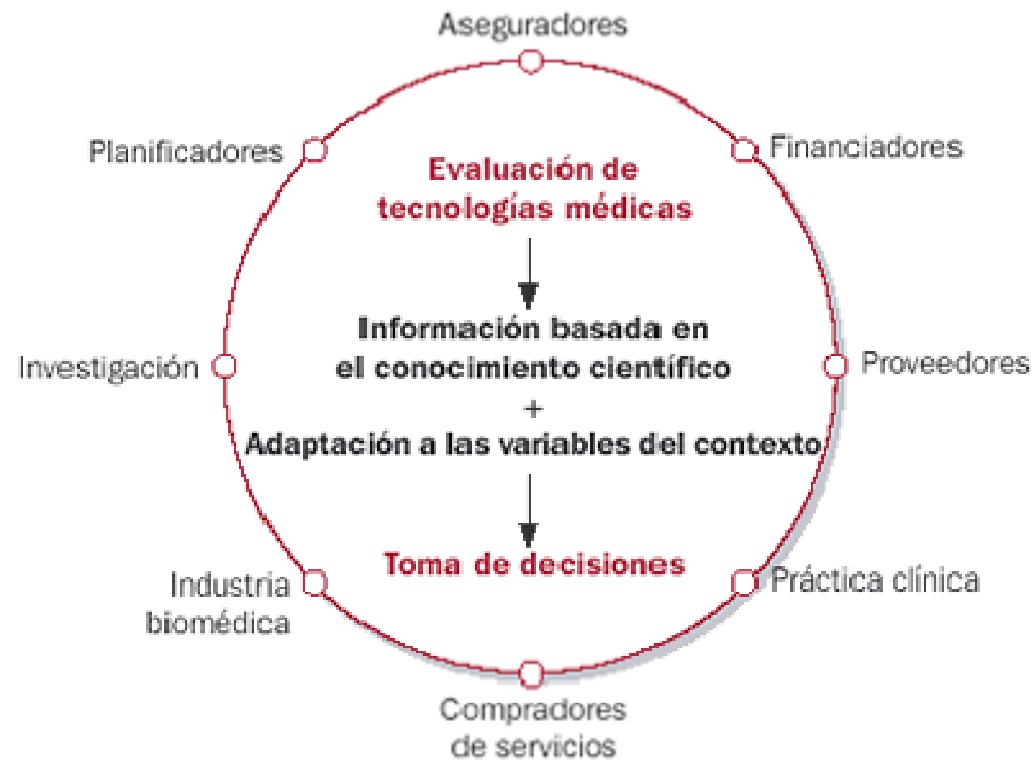 Aseguradores
Planificadores
Financiadores
Evaluación de
tecnologías médicas
Información basada en
el conocimiento científico
+
Adaptación a las variables del contexto
Investigación
Proveedores
Toma de decisiones
Industria
biomédica
Práctica clínica
Compradores
de servicios